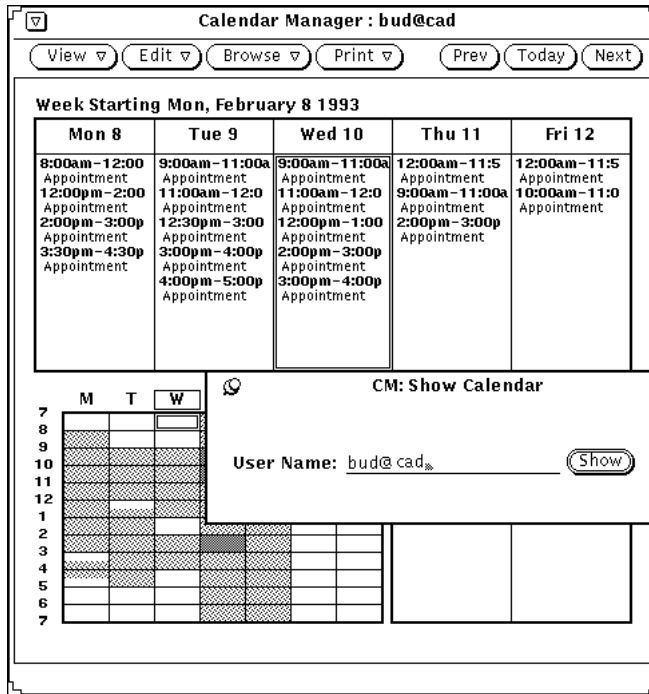 Calendar Manager : bud@cad
View Edit Browse Print Prev Today Next
Week Starting Mon, February 8 1993
Mon 8 Tue 9 Wed 10 Thu 11 Fri 12
8:00am-12:00 9:00am-11:00a 9:00am-11:00a 12:00am-11:5 12:00am-11:5
Appointment Appointment Appointment Appointment Appointment
12:00pm-2:00 11:00am-12:0 11:00am-12:0 9:00am-11:00a 10:00am-11:0
Appointment Appointment Appointment Appointment Appointment
2:00pm-3:00p 12:30pm-3:00 12:00pm-1:00 2:00pm-3:00p
Appointment Appointment Appointment Appointment
3:30pm-4:30p 3:00pm-4:00p 2:00pm-3:00p
Appointment Appointment Appointment
4:00pm-5:00p 3:00pm-4:00p
Appointment Appointment
CM: Show Calendar
User Name: bud@cad Show
M T W
7
8
9
10
11
12
1
2
3
4
5
6
7